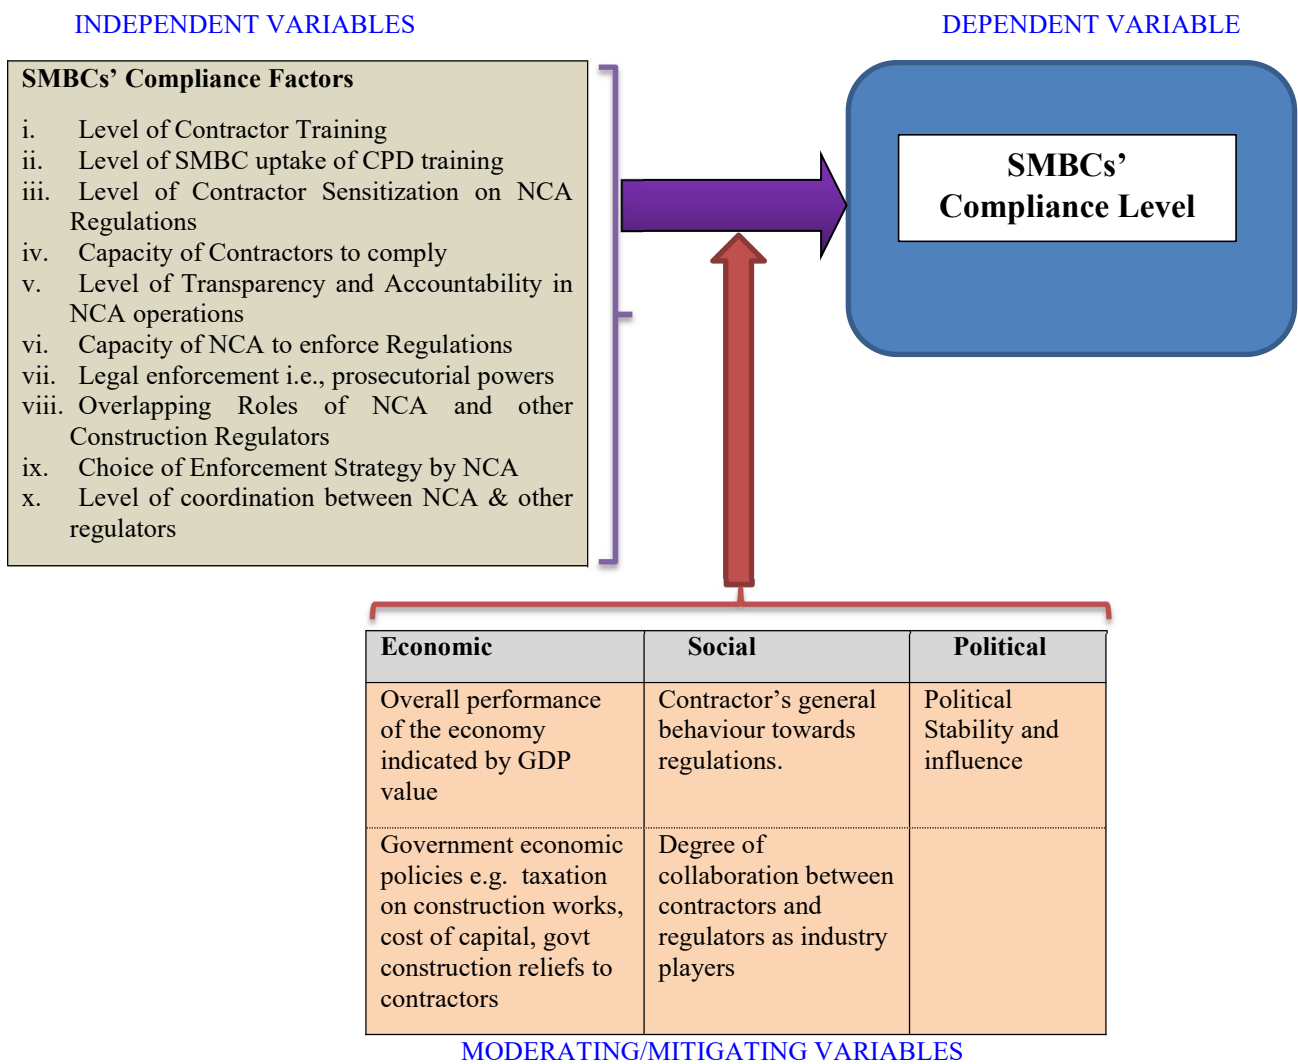 INDEPENDENT VARIABLES
DEPENDENT VARIABLE
SMBCs’ Compliance Factors
i. Level of Contractor Training
ii. Level of SMBC uptake of CPD training
iii. Level of Contractor Sensitization on NCA
Regulations
iv. Capacity of Contractors to comply
v. Level of Transparency and Accountability in
NCA operations
vi. Capacity of NCA to enforce Regulations
vii. Legal enforcement i.e., prosecutorial powers
viii. Overlapping Roles of NCA and other
Construction Regulators
ix. Choice of Enforcement Strategy by NCA
x. Level of coordination between NCA & other
regulators
SMBCs’
Compliance Level
Economic
Social
Political
Overall performance
of the economy
indicated by GDP
value
Contractor’s general
behaviour towards
regulations.
Political
Stability and
influence
Government economic
policies e.g. taxation
on construction works,
cost of capital, govt
construction reliefs to
contractors
Degree of
collaboration between
contractors and
regulators as industry
players
MODERATING/MITIGATING VARIABLES